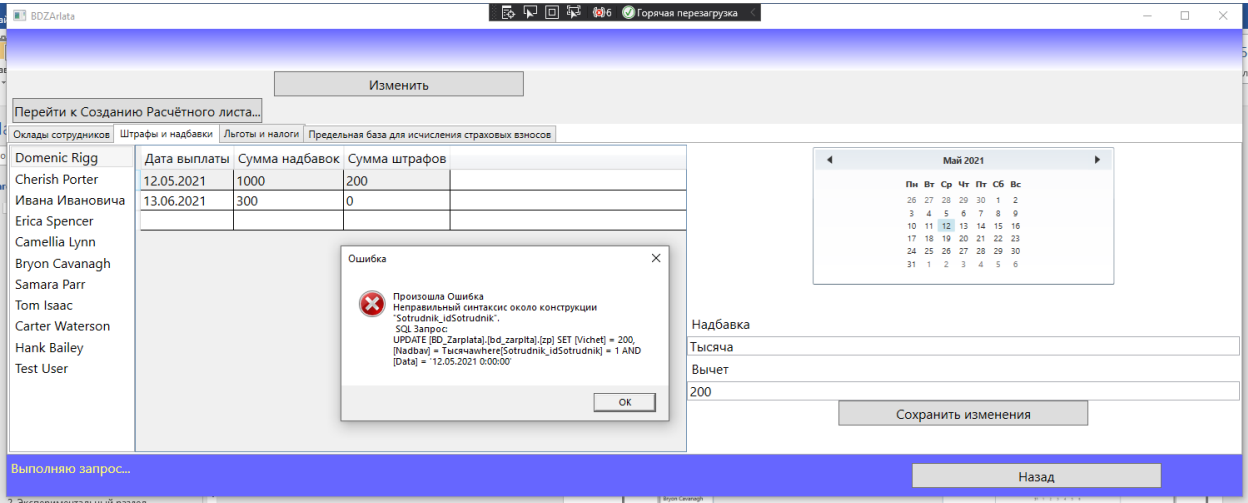 BDZArlata
6 Горячая перезагрузка
Изменить
Перейти к Созданию Расчётного листа...
Оклады сотрудников Штрафы и надбавки Льготы и налоги Предельная база для исчисления страховых взносов
Domenic Rigg
Cherish Porter
Ивана Ивановича
Erica Spencer
Camellia Lynn
Bryon Cavanagh
Samara Parr
Tom Isaac
Carter Waterson
Hank Bailey
Test User
Дата выплаты Сумма надбавок Сумма штрафов
12.05.2021 1000 200
13.06.2021 300 0
Май 2021
Пн Вт Ср Чт Пт Сб Вс
26 27 28 29 30 1 2
3 4 5 6 7 8 9
10 11 12 13 14 15 16
17 18 19 20 21 22 23
24 25 26 27 28 29 30
31 1 2 3 4 5 6
Ошибка
Произошла Ошибка
Неправильный синтаксис около конструкции
"Sotrudnik_idSotrudnik".
SQL Запрос:
UPDATE [BD_Zarplata].[bd_zarplta].[zp] SET [Vichet] = 200,
[Nadbav] = Тысячаwhere[Sotrudnik_idSotrudnik] = 1 AND
[Data] = '12.05.2021 0:00:00'
OK
Надбавка
Тысяча
Вычет
200
Сохранить изменения
Выполняю запрос...
Назад
Bryon Cavanagh